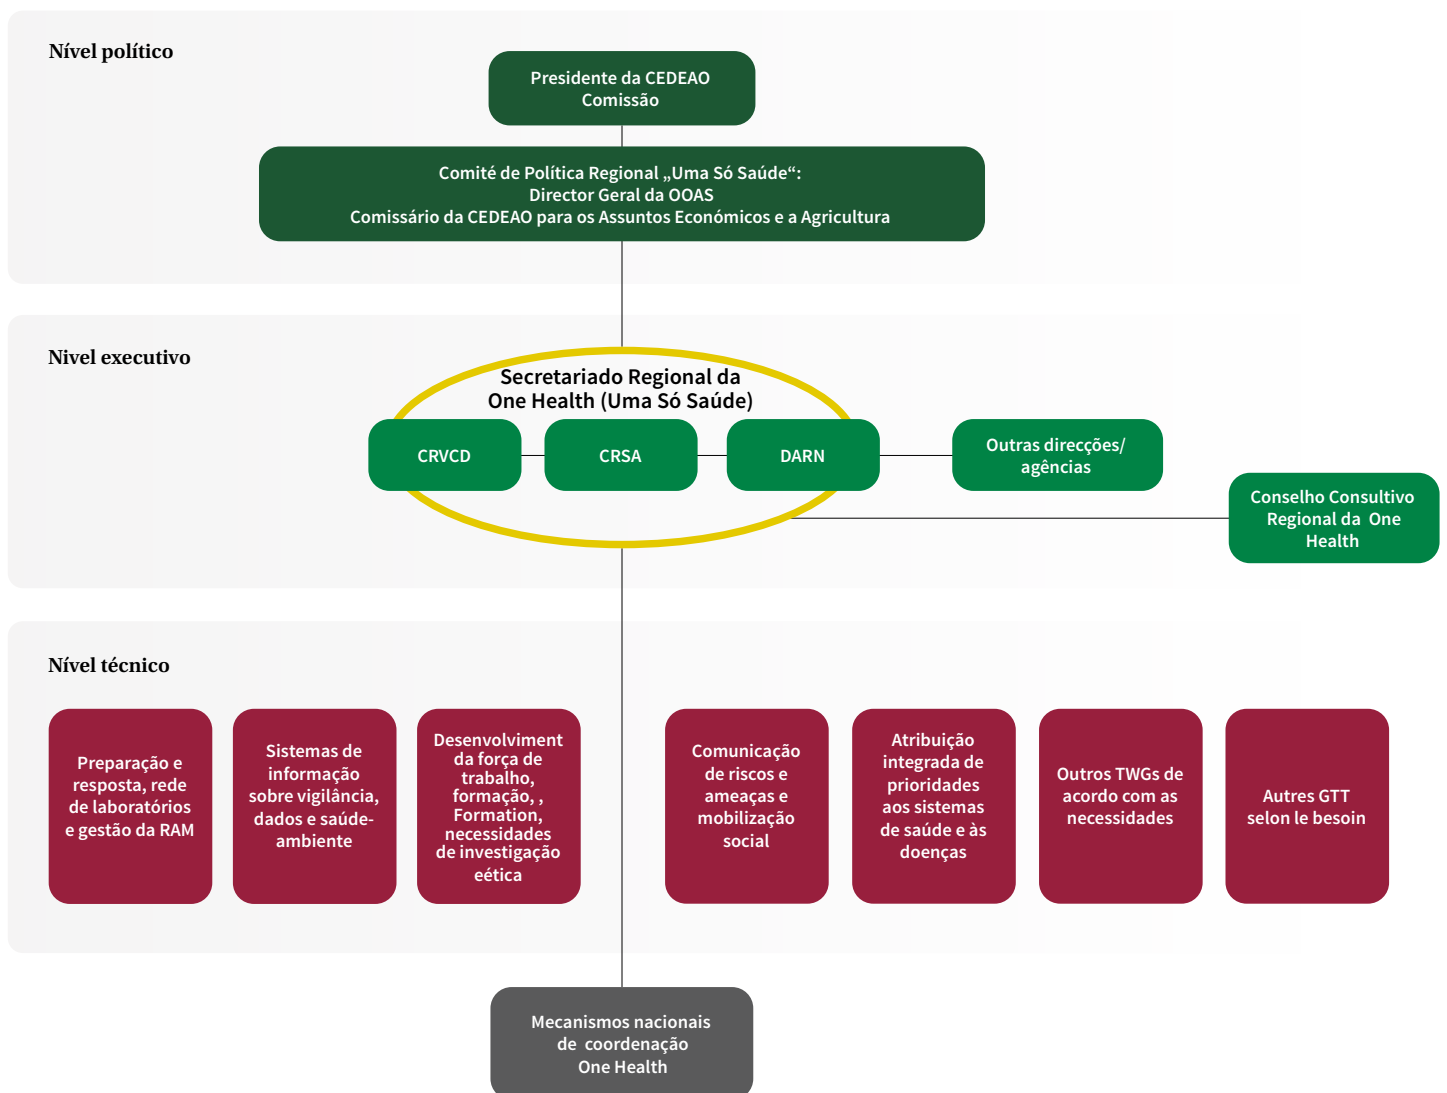 Nível político
Presidente da CEDEAO
Comissão
Comité de Política Regional „Uma Só Saúde“:
Director Geral da OOAS
Comissário da CEDEAO para os Assuntos Económicos e a Agricultura
Nivel executivo
Secretariado Regional da
One Health (Uma Só Saúde)
CRVCD
CRSA
DARN
Outras direcções/
agências
Conselho Consultivo
Regional da One
Health
Nível técnico
Preparação e
resposta, rede
de laboratórios
e gestão da RAM
Sistemas de
informação
sobre vigilância,
dados e saúde-
ambiente
Desenvolviment
da força de
trabalho,
formação, ,
Formation,
necessidades
de investigação
eética
Comunicação
de riscos e
ameaças e
mobilização
social
Atribuição
integrada de
prioridades
aos sistemas
de saúde e às
doenças
Outros TWGs de
acordo com as
necessidades
Autres GTT
selon le besoin
Mecanismos nacionais
de coordenação
One Health